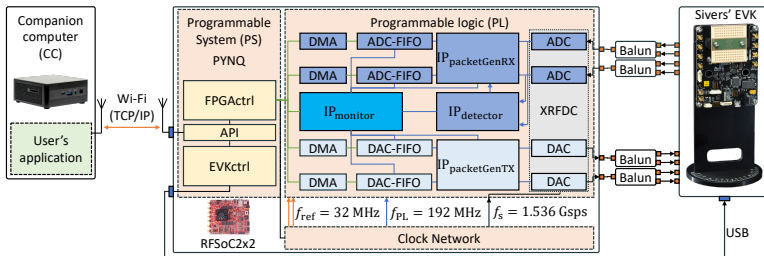 Companion
computer
(CC)
User's
application
Wi-Fi
(TCP/IP)
Programmable
System (PS)
PYNQ
FPGActrl
API
EVKctrl
RFSoC2x2
Programmable logic (PL)
DMA
ADC-FIFO
DMA
ADC-FIFO
IPpacketGenRX
ADC
ADC
IPmonitor
IPdetector
XRFDC
DMA
DAC-FIFO
DMA
DAC-FIFO
IPpacketGenTX
DAC
DAC
fref = 32 MHz
fPL = 192 MHz
fs = 1.536 Gsps
Clock Network
Balun
Balun
Balun
Balun
Sivers' EVK
USB